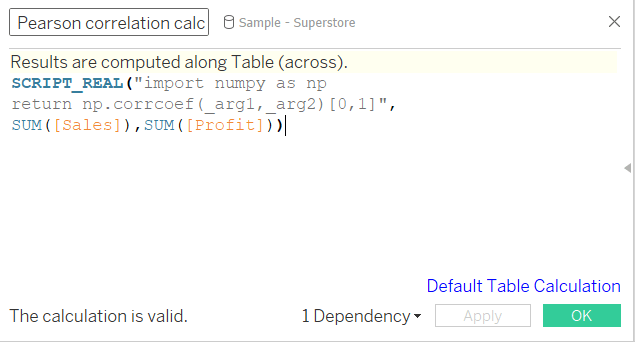 Pearson correlation calc
Sample - Superstore
Results are computed along Table (across).
SCRIPT_REAL("import numpy as np
return np.corrcoef(_arg1,_arg2)[0,1]",
SUM([Sales]),SUM([Profit]))
Default Table Calculation
The calculation is valid.
1 Dependency
Apply
OK